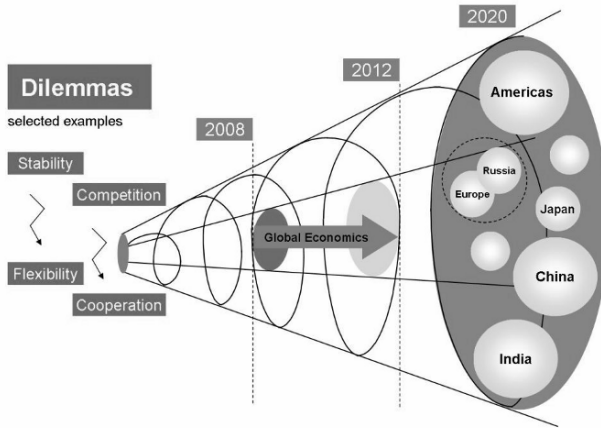 2020
2012
2008
Dilemmas
selected examples
Stability
Competition
Flexibility
Cooperation
Global Economics
Americas
Russia
Europe
Japan
China
India